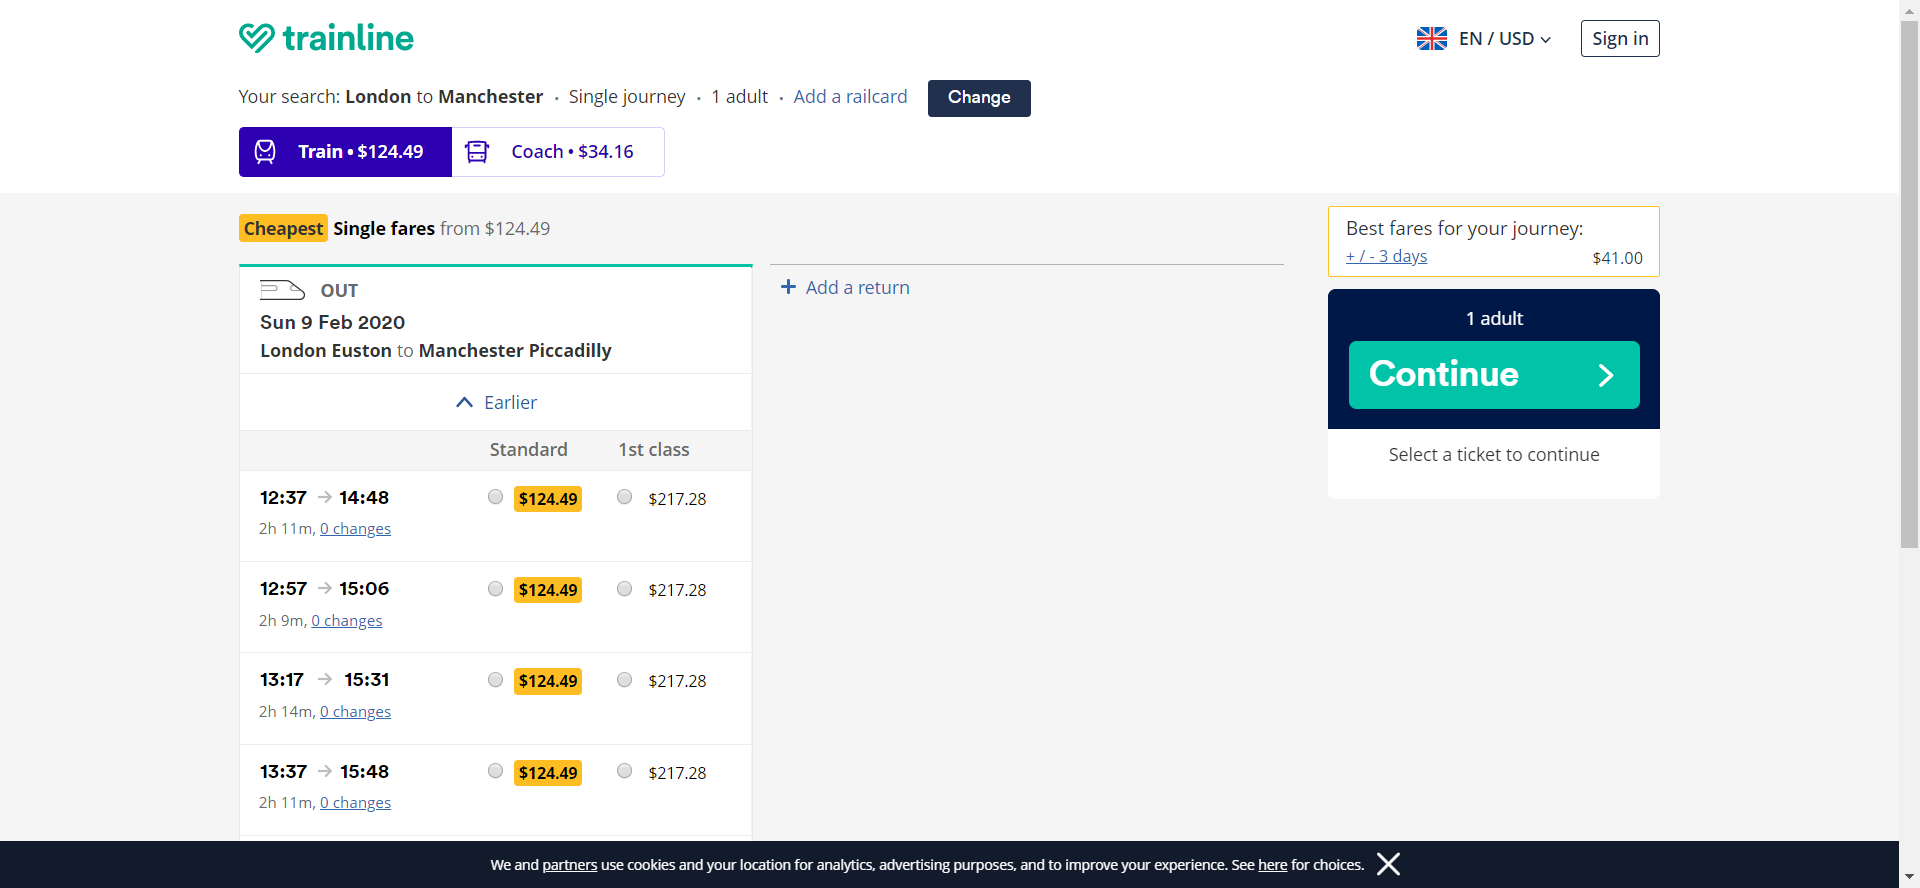 trainline
EN / USD
Sign in
Your search: London to Manchester · Single journey · 1 adult · Add a railcard
Change
Train • $124.49
Coach • $34.16
Cheapest Single fares from $124.49
OUT
Sun 9 Feb 2020
London Euston to Manchester Piccadilly
Earlier
Standard 1st class
12:37 → 14:48 $124.49 $217.28
2h 11m, 0 changes
12:57 → 15:06 $124.49 $217.28
2h 9m, 0 changes
13:17 → 15:31 $124.49 $217.28
2h 14m, 0 changes
13:37 → 15:48 $124.49 $217.28
2h 11m, 0 changes
+ Add a return
Best fares for your journey:
+ / - 3 days $41.00
1 adult
Continue
Select a ticket to continue
We and partners use cookies and your location for analytics, advertising purposes, and to improve your experience. See here for choices.